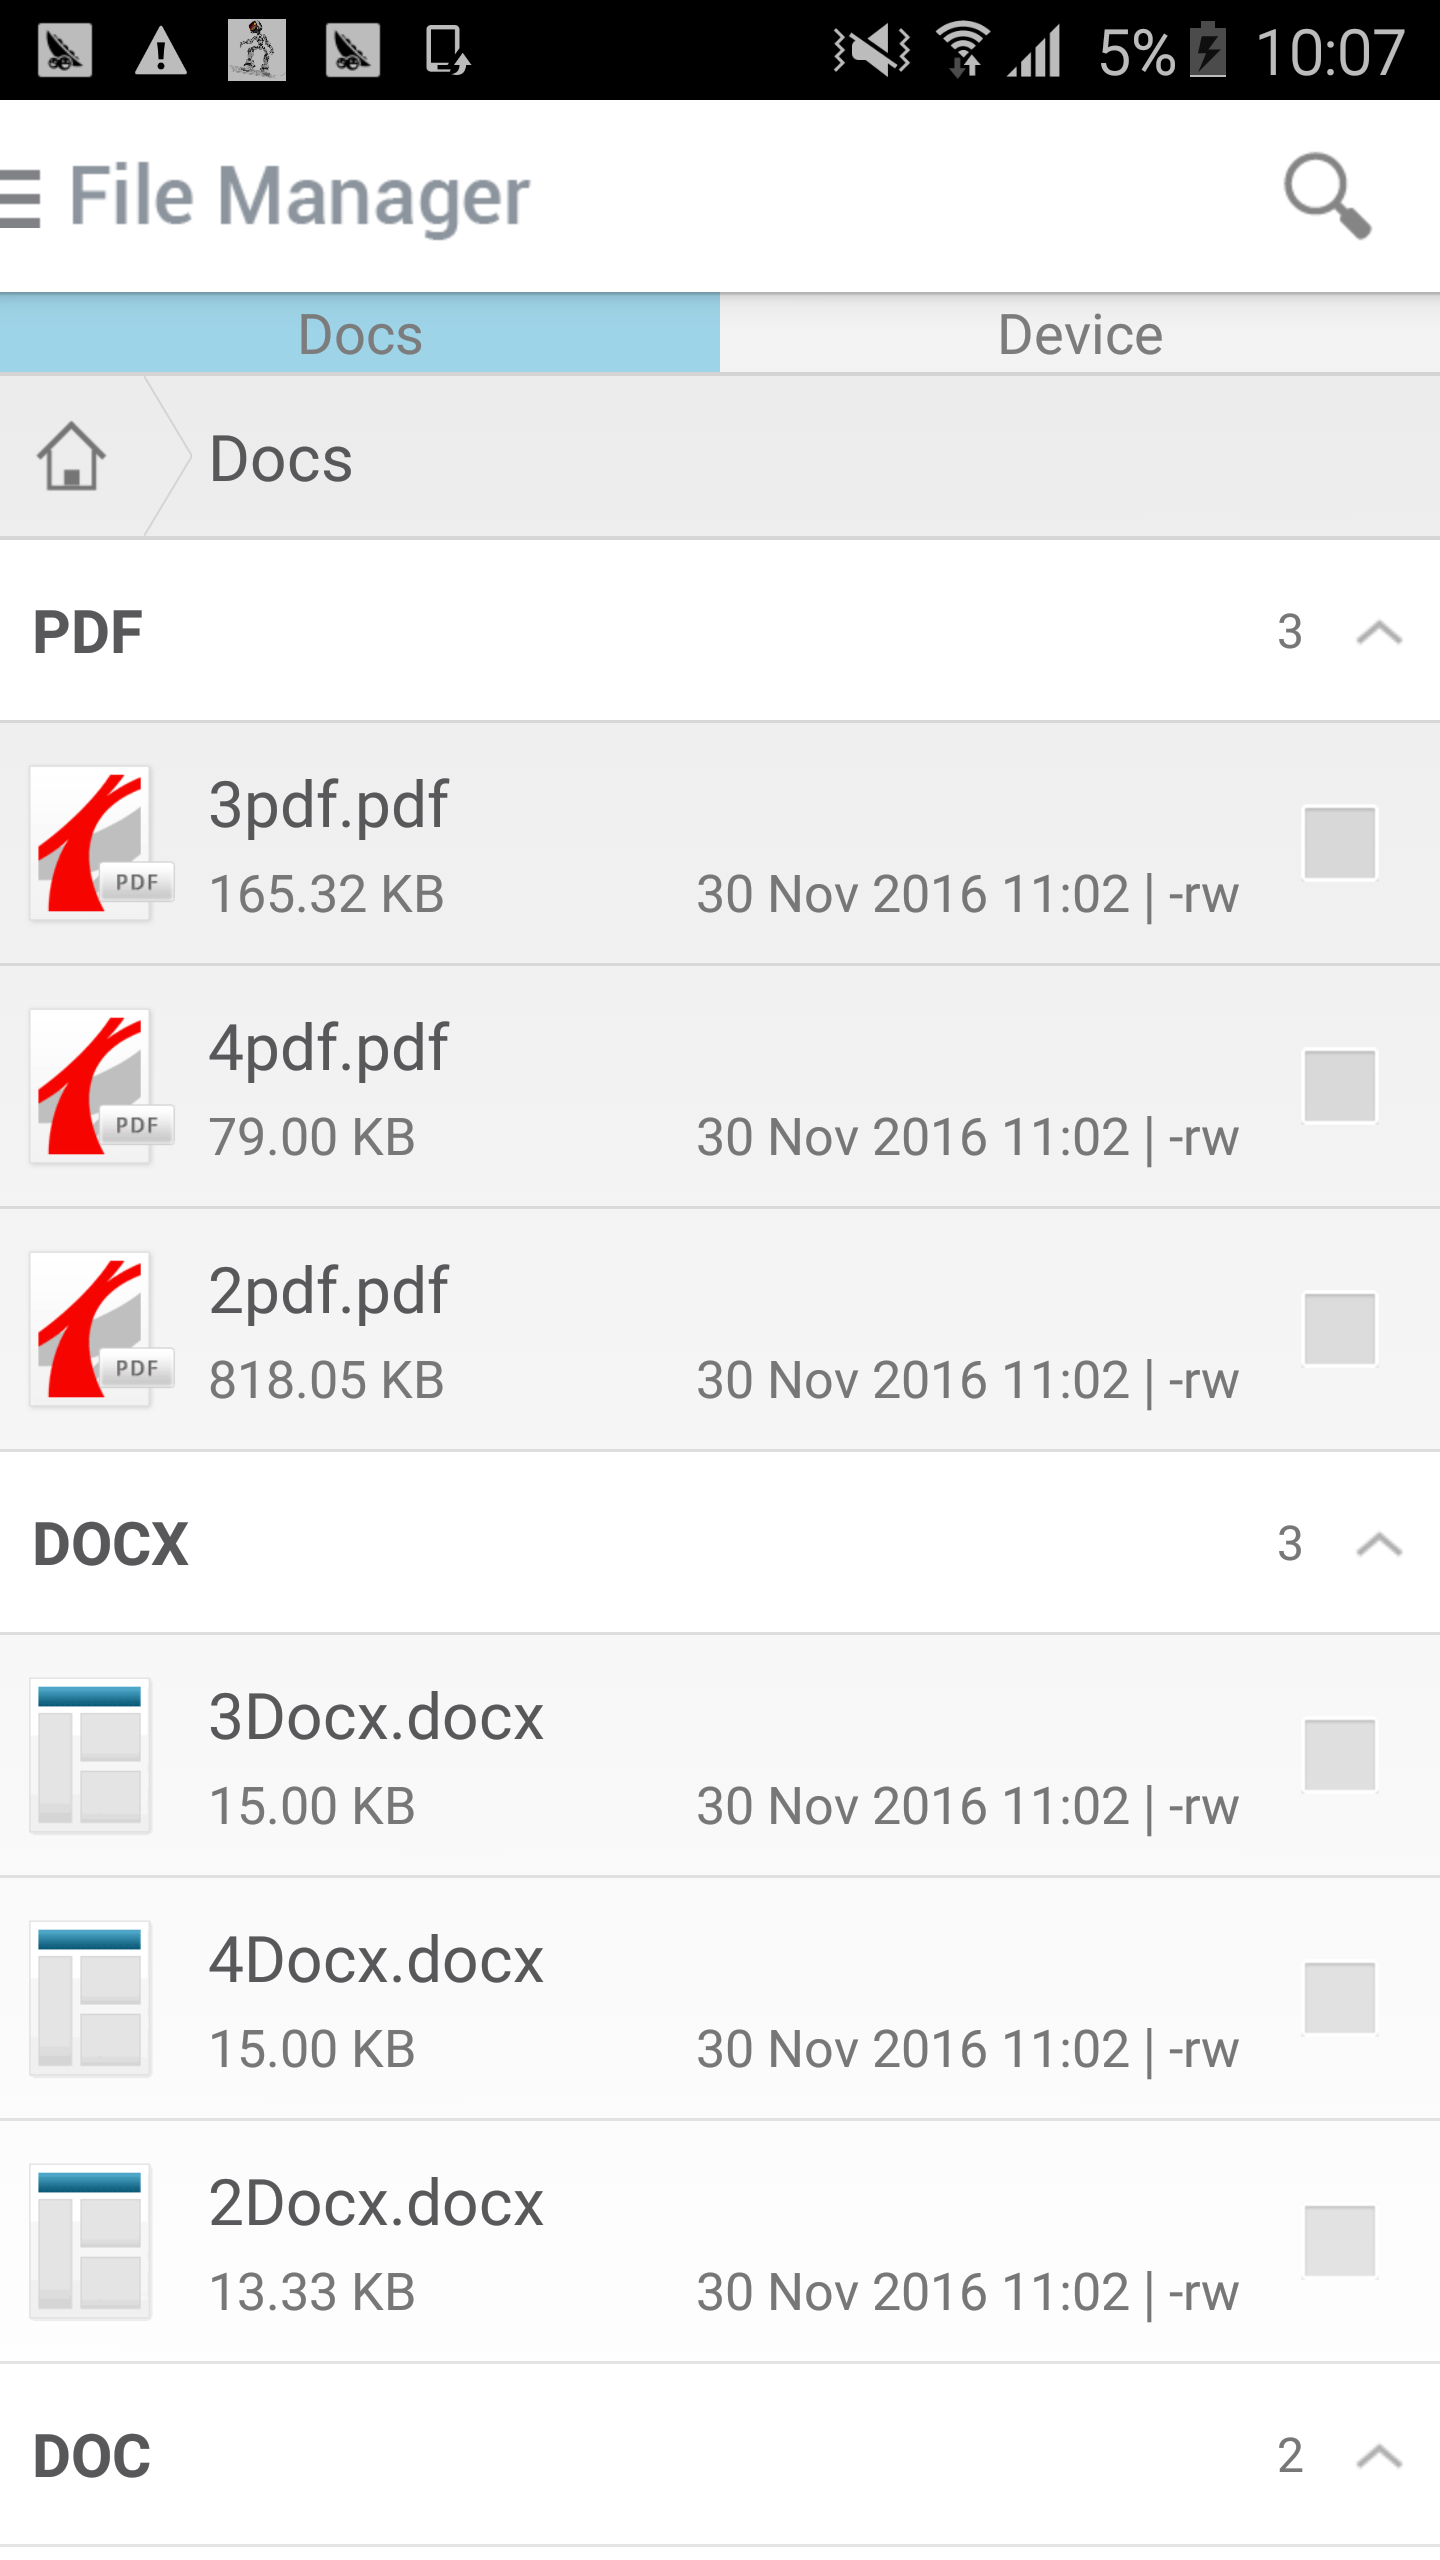 5% 10:07
File Manager
Docs Device
Docs
PDF 3
3pdf.pdf
PDF
165.32 KB 30 Nov 2016 11:02 | -rw
4pdf.pdf
PDF
79.00 KB 30 Nov 2016 11:02 | -rw
2pdf.pdf
PDF
818.05 KB 30 Nov 2016 11:02 | -rw
DOCX 3
3Docx.docx
15.00 KB 30 Nov 2016 11:02 | -rw
4Docx.docx
15.00 KB 30 Nov 2016 11:02 | -rw
2Docx.docx
13.33 KB 30 Nov 2016 11:02 | -rw
DOC 2